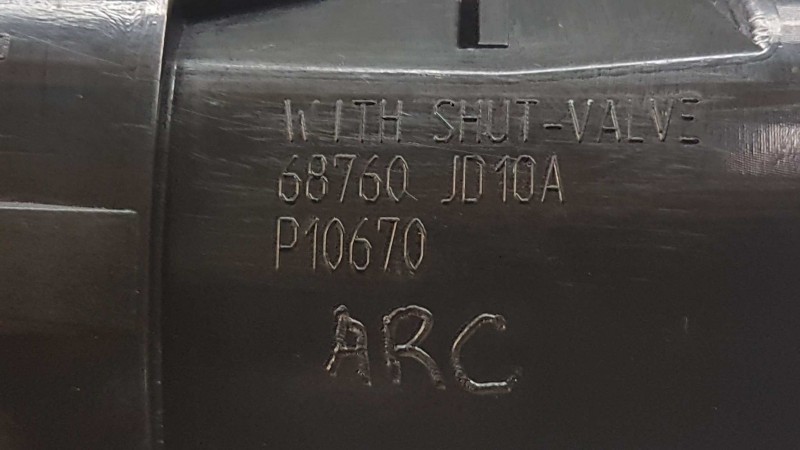 L
WITH SHUT-VALVE
68760 JD10A
P10670
ARC